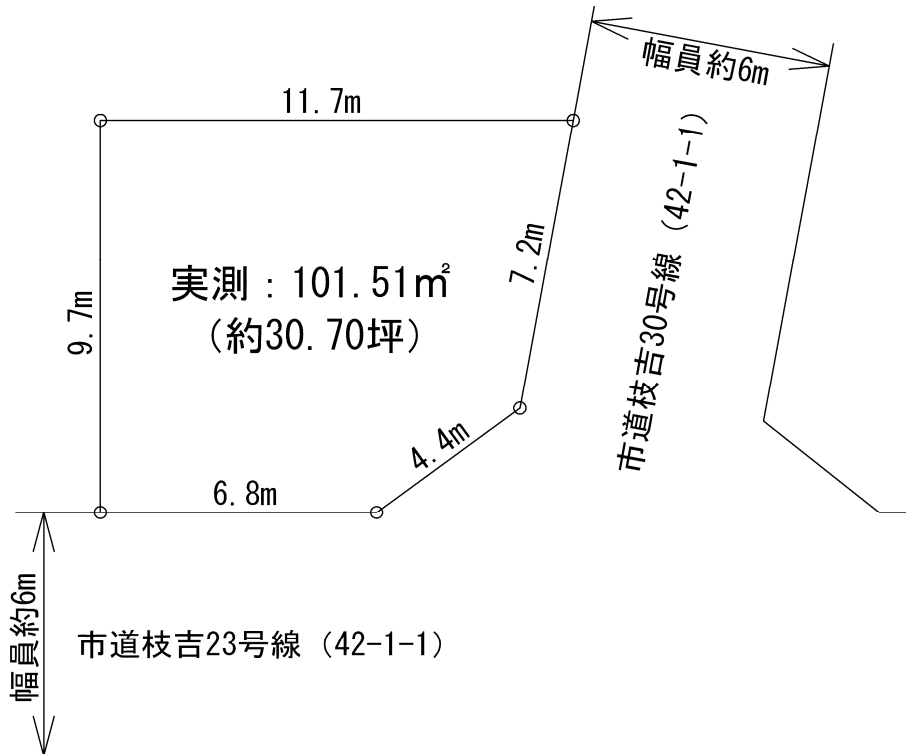 幅員約6m
11.7m
市道枝吉30号線（42-1-1）
7.2m
実測：101.51㎡
（約30.70坪）
9.7m
4.4m
6.8m
幅員約6m
市道枝吉23号線（42-1-1）